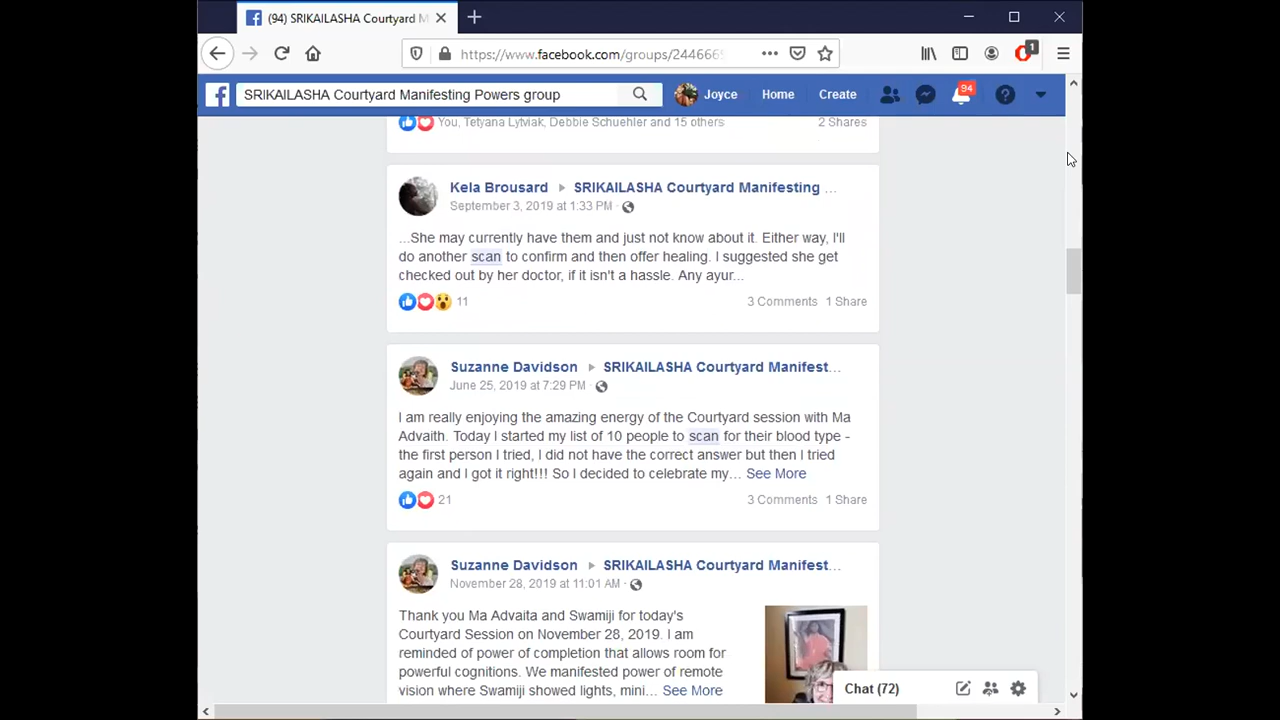 (94) SRIKAILASHA Courtyard M
https://www.facebook.com/groups/2446665
1
SRIKAILASHA Courtyard Manifesting Powers group
Joyce
Home
Create
94
You, Tetyana Lytviak, Debbie Schuehler and 15 others
2 Shares
Kela Brousard ▸ SRIKAILASHA Courtyard Manifesting ...
September 3, 2019 at 1:33 PM ·
...She may currently have them and just not know about it. Either way, I'll
do another scan to confirm and then offer healing. I suggested she get
checked out by her doctor, if it isn't a hassle. Any ayur...
11
3 Comments 1 Share
Suzanne Davidson ▸ SRIKAILASHA Courtyard Manifest...
June 25, 2019 at 7:29 PM ·
I am really enjoying the amazing energy of the Courtyard session with Ma
Advaith. Today I started my list of 10 people to scan for their blood type -
the first person I tried, I did not have the correct answer but then I tried
again and I got it right!!! So I decided to celebrate my... See More
21
3 Comments 1 Share
Suzanne Davidson ▸ SRIKAILASHA Courtyard Manifest...
November 28, 2019 at 11:01 AM ·
Thank you Ma Advaita and Swamiji for today's
Courtyard Session on November 28, 2019. I am
reminded of power of completion that allows room for
powerful cognitions. We manifested power of remote
vision where Swamiji showed lights, mini... See More
Chat (72)